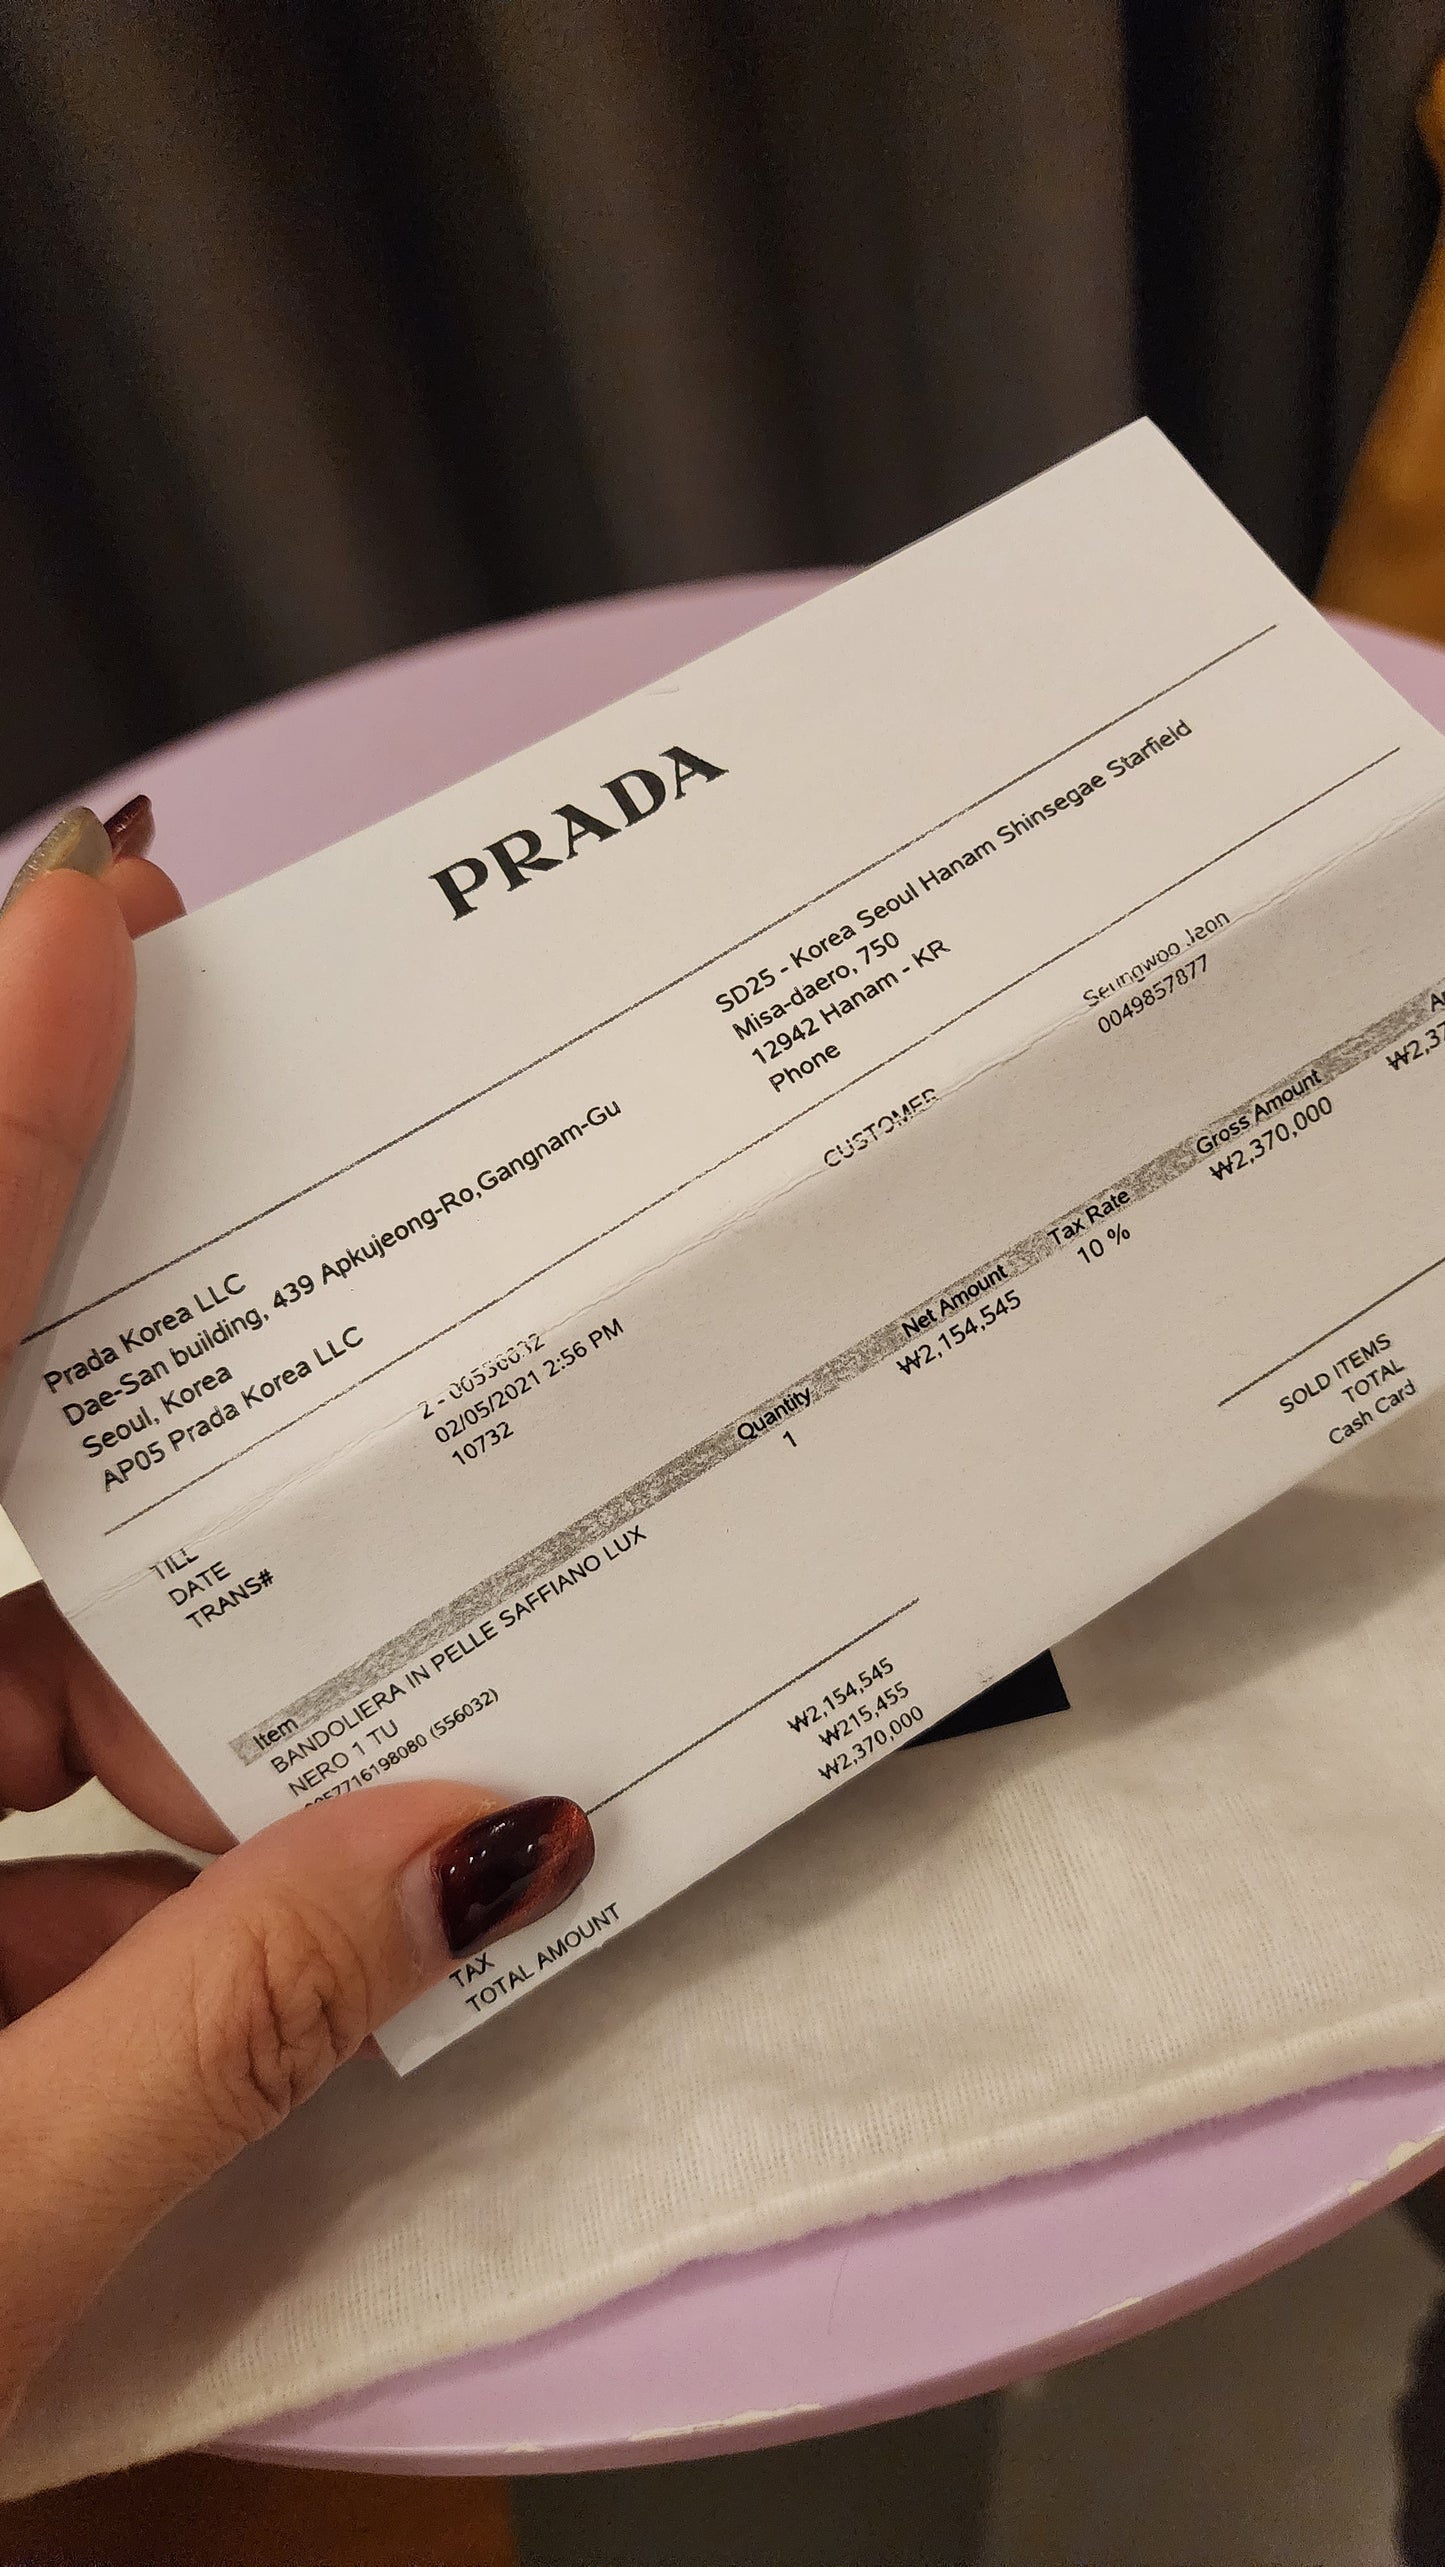 PRADA
Prada Korea LLC
Dae-San building, 439 Apkujeong-Ro,Gangnam-Gu
Seoul, Korea
AP05 Prada Korea LLC
SD25 - Korea Seoul Hanam Shinsegae Starfield
Misa-daero, 750
12942 Hanam - KR
Phone
TILL
DATE 02/05/2021 2:56 PM
TRANS# 10732
CUSTOMER Seungwoo Jeon
0049857877
Item Quantity Net Amount Tax Rate Gross Amount
BANDOLIERA IN PELLE SAFFIANO LUX 1 ₩2,154,545 10 % ₩2,370,000
NERO 1 TU
(556032)
₩2,154,545
TAX ₩215,455
TOTAL AMOUNT ₩2,370,000
SOLD ITEMS
TOTAL
Cash Card